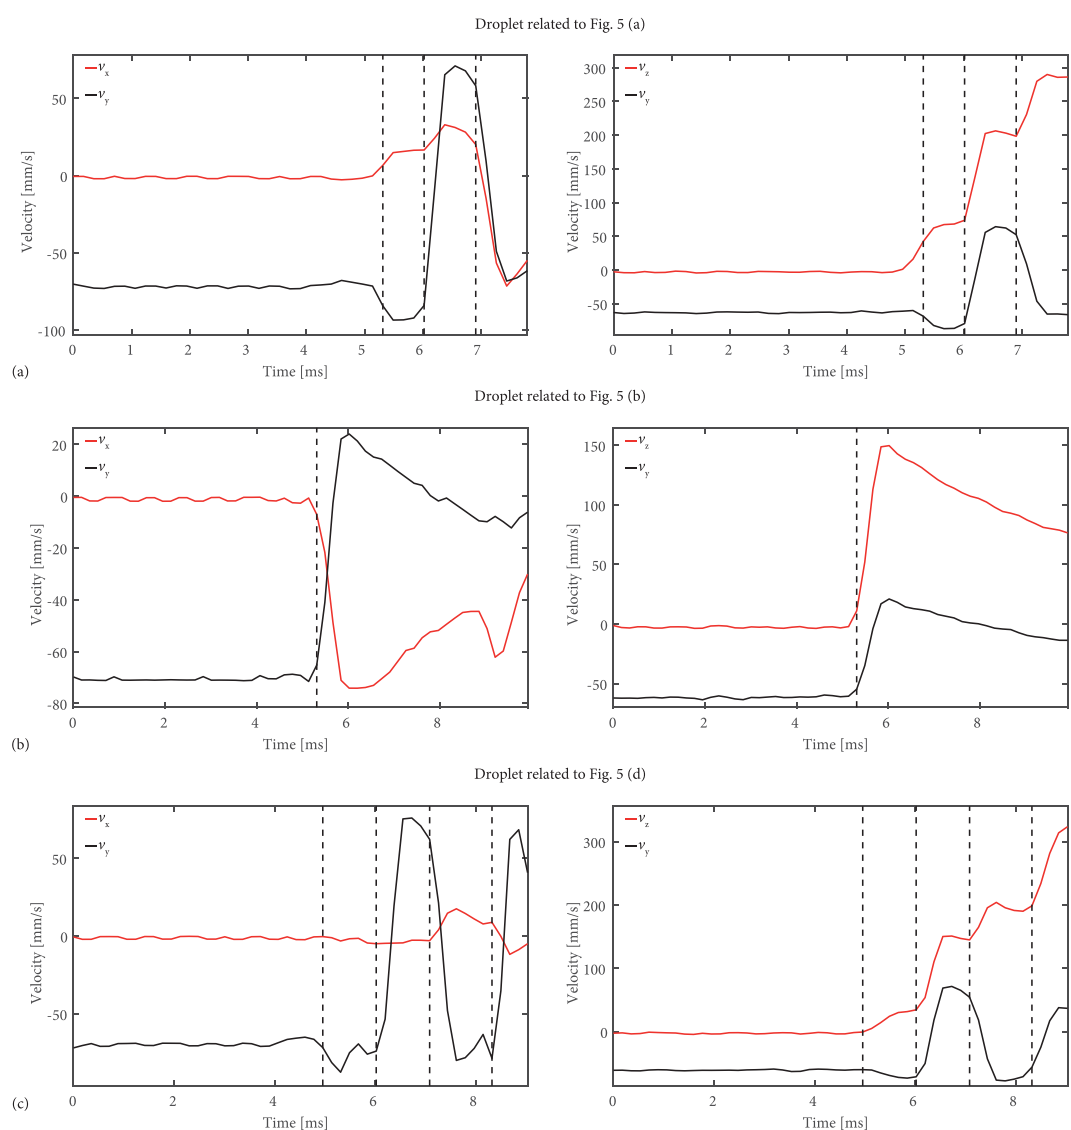 Droplet related to Fig. 5 (a)
v_x
v_y
50
0
-50
-100
Velocity [mm/s]
0 1 2 3 4 5 6 7
Time [ms]
v_z
v_y
300
250
200
150
100
50
0
-50
Velocity [mm/s]
0 1 2 3 4 5 6 7
Time [ms]
(a)
Droplet related to Fig. 5 (b)
v_x
v_y
20
0
-20
-40
-60
-80
Velocity [mm/s]
0 2 4 6 8
Time [ms]
v_z
v_y
150
100
50
0
-50
Velocity [mm/s]
0 2 4 6 8
Time [ms]
(b)
Droplet related to Fig. 5 (d)
v_x
v_y
50
0
-50
Velocity [mm/s]
0 2 4 6 8
Time [ms]
v_z
v_y
300
200
100
0
Velocity [mm/s]
0 2 4 6 8
Time [ms]
(c)